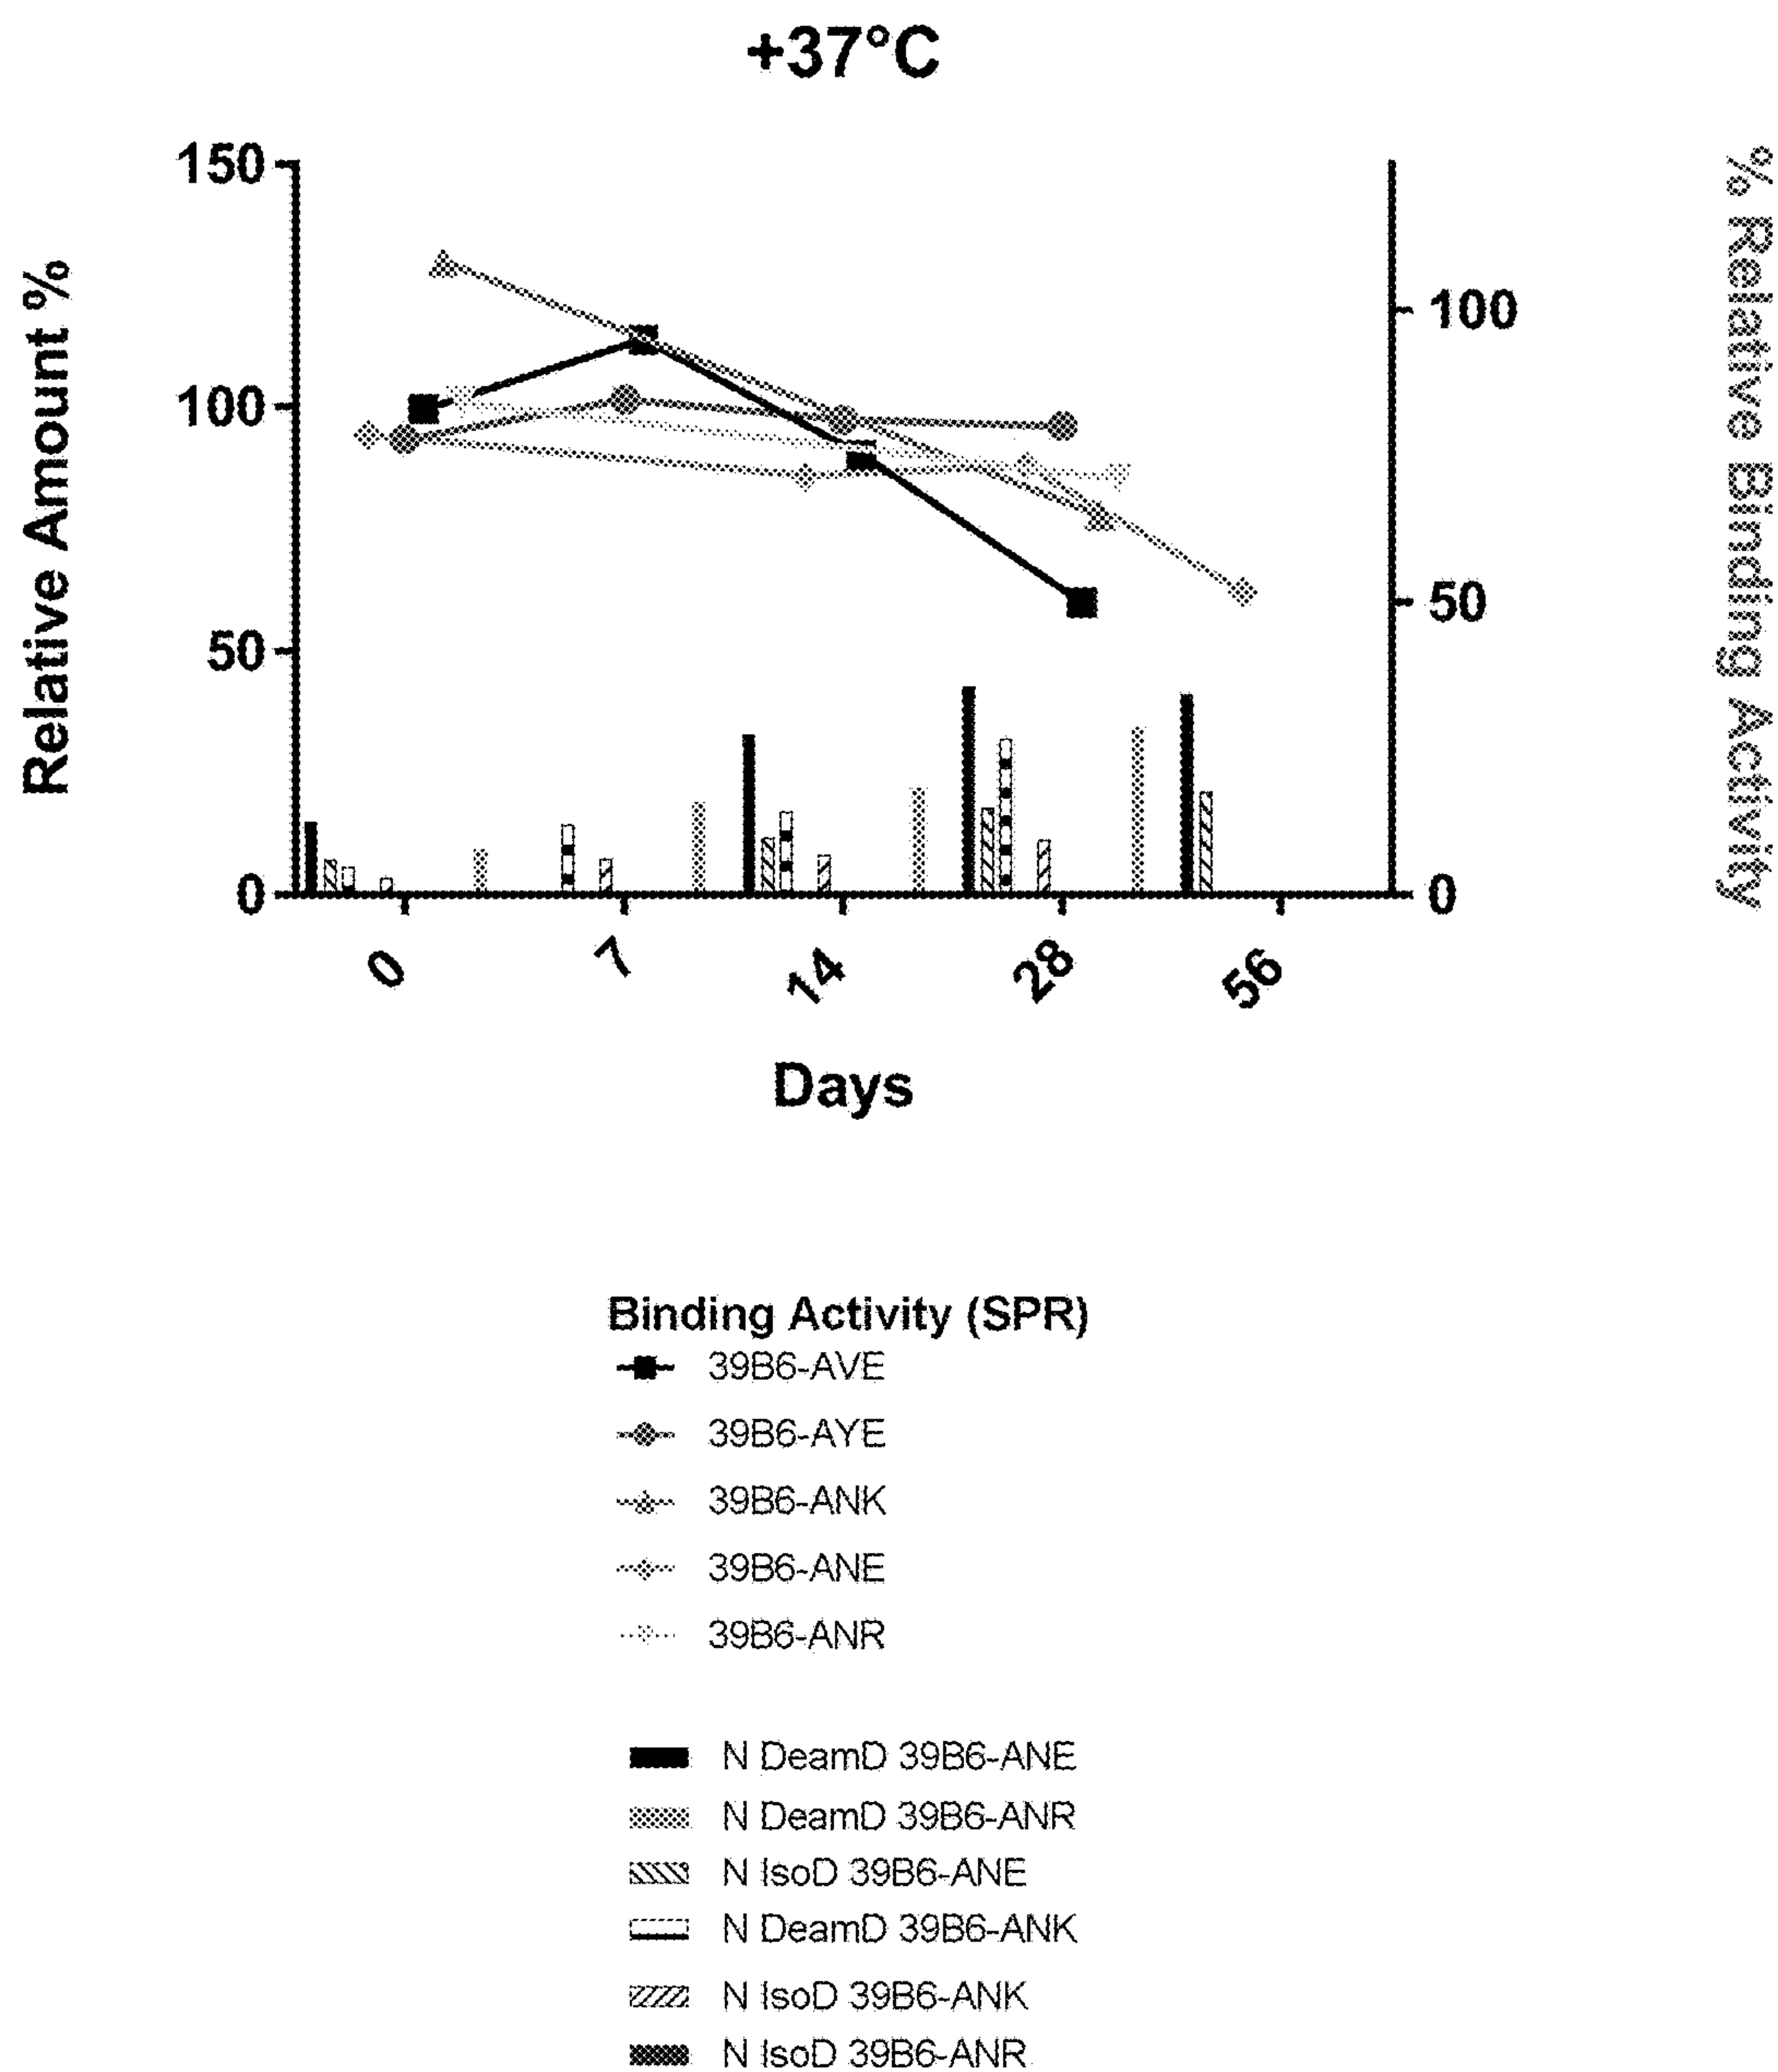 +37°C
150
100
50
0
Relative Amount %
100
50
0
% Relative Binding Activity
0
7
14
28
56
Days
Binding Activity (SPR)
39B6-AVE
39B6-AYE
39B6-ANK
39B6-ANE
39B6-ANR
N DeamD 39B6-ANE
N DeamD 39B6-ANR
N IsoD 39B6-ANE
N DeamD 39B6-ANK
N IsoD 39B6-ANK
N IsoD 39B6-ANR